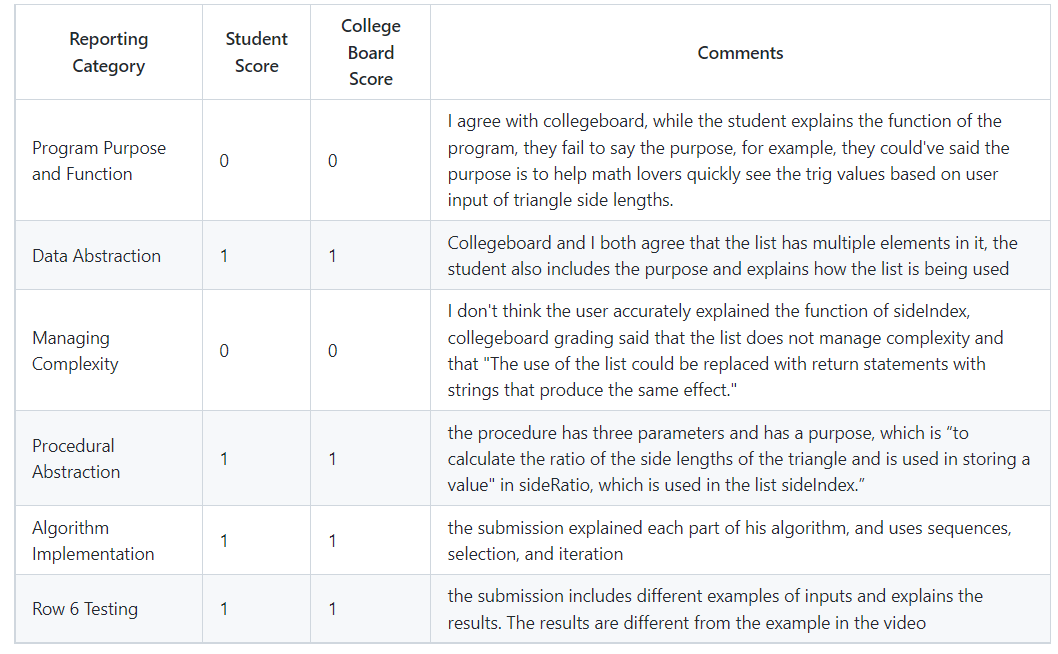 Reporting Category
Student Score
College Board Score
Comments
Program Purpose and Function
0
0
I agree with collegeboard, while the student explains the function of the
program, they fail to say the purpose, for example, they could've said the
purpose is to help math lovers quickly see the trig values based on user
input of triangle side lengths.
Data Abstraction
1
1
Collegeboard and I both agree that the list has multiple elements in it, the
student also includes the purpose and explains how the list is being used
Managing Complexity
0
0
I don't think the user accurately explained the function of sideIndex,
collegeboard grading said that the list does not manage complexity and
that "The use of the list could be replaced with return statements with
strings that produce the same effect."
Procedural Abstraction
1
1
the procedure has three parameters and has a purpose, which is “to
calculate the ratio of the side lengths of the triangle and is used in storing a
value" in sideRatio, which is used in the list sideIndex.”
Algorithm Implementation
1
1
the submission explained each part of his algorithm, and uses sequences,
selection, and iteration
Row 6 Testing
1
1
the submission includes different examples of inputs and explains the
results. The results are different from the example in the video